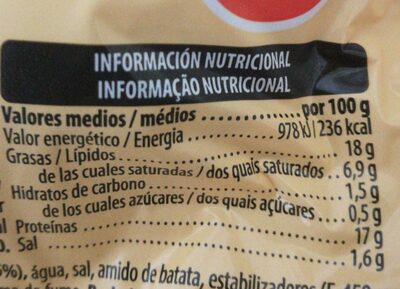 INFORMACIÓN NUTRICIONAL
INFORMAÇÃO NUTRICIONAL
Valores medios / médios .................. por 100 g
Valor energético / Energia ........... 978 kJ | 236 kcal
Grasas / Lípidos ........................ 18 g
de las cuales saturadas / dos quais saturados .. 6,9 g
Hidratos de carbono ..................... 1,5 g
de los cuales azúcares / dos quais açúcares .. 0,5 g
Proteínas .............................. 17 g
Sal .................................... 1,6 g
%), água, sal, amido de batata, estabilizadores (E-450